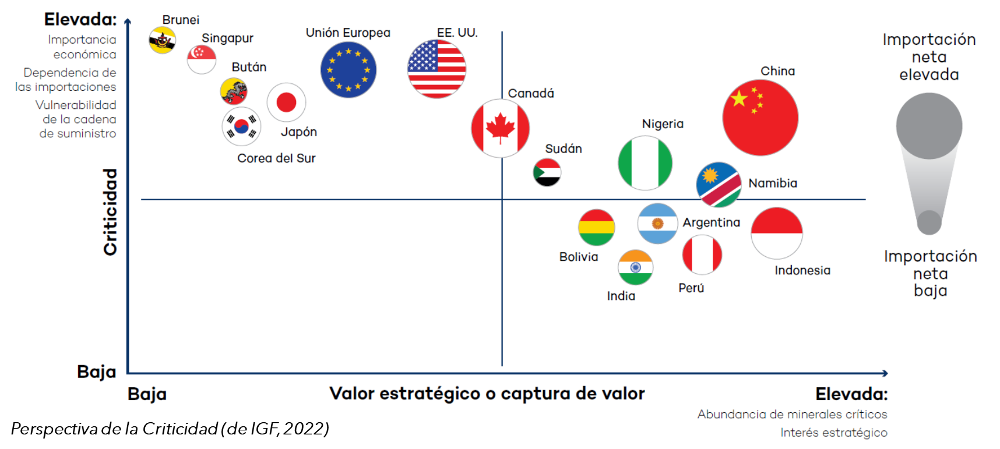 Elevada:
Importancia
económica
Dependencia de
las importaciones
Vulnerabilidad
de la cadena
de suministro
Criticidad
Baja
Brunei
Singapur
Bután
Corea del Sur
Japón
Unión Europea
EE. UU.
Canadá
Sudán
Nigeria
China
Namibia
Bolivia
Argentina
India
Perú
Indonesia
Importación
neta
elevada
Importación
neta
baja
Baja
Valor estratégico o captura de valor
Elevada:
Abundancia de minerales críticos
Interés estratégico
Perspectiva de la Criticidad (de IGF, 2022)